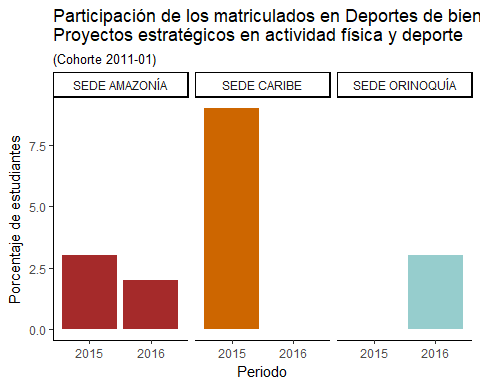 Participación de los matriculados en Deportes de bien
Proyectos estratégicos en actividad física y deporte
(Cohorte 2011-01)
SEDE AMAZONÍA SEDE CARIBE SEDE ORINOQUÍA
Porcentaje de estudiantes
7.5
5.0
2.5
0.0
2015 2016 2015 2016 2015 2016
Periodo